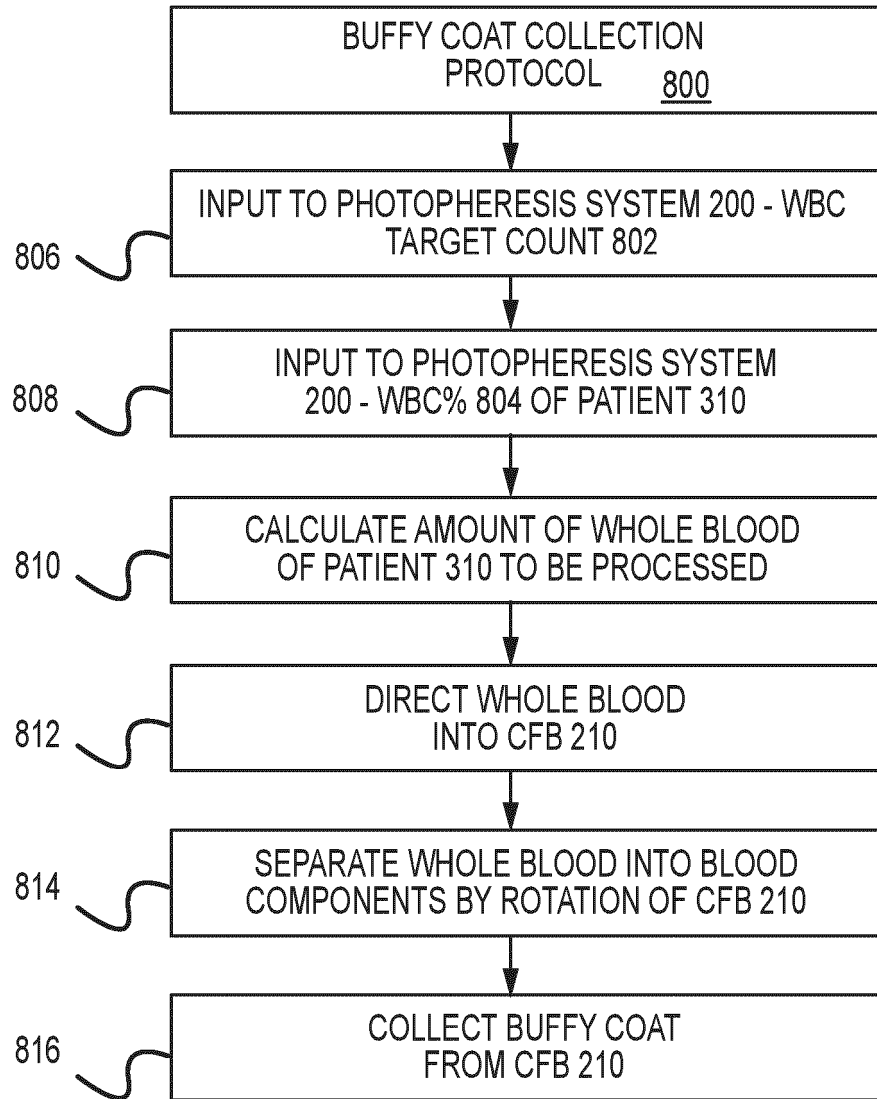 BUFFY COAT COLLECTION
PROTOCOL 800
INPUT TO PHOTOPHERESIS SYSTEM 200 - WBC
TARGET COUNT 802
806
INPUT TO PHOTOPHERESIS SYSTEM
200 - WBC% 804 OF PATIENT 310
808
CALCULATE AMOUNT OF WHOLE BLOOD
OF PATIENT 310 TO BE PROCESSED
810
DIRECT WHOLE BLOOD
INTO CFB 210
812
SEPARATE WHOLE BLOOD INTO BLOOD
COMPONENTS BY ROTATION OF CFB 210
814
COLLECT BUFFY COAT
FROM CFB 210
816